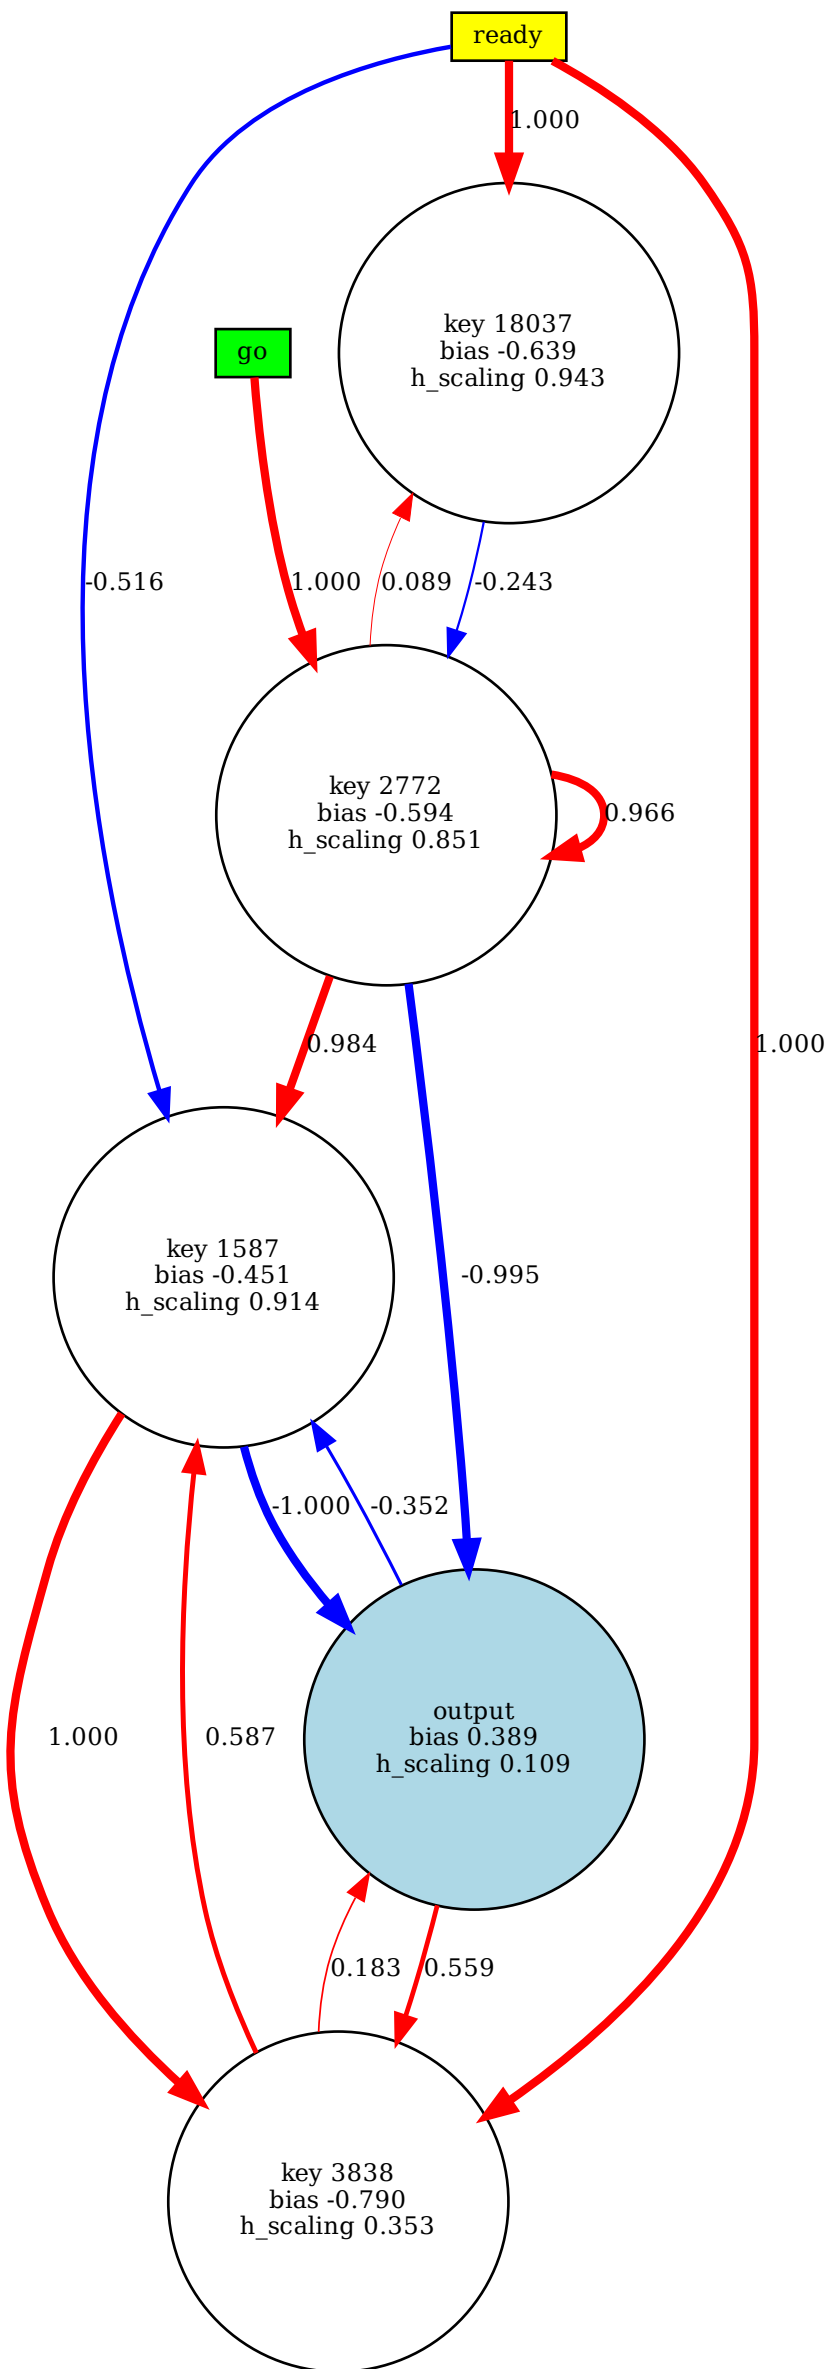 ready
1.000
key 18037
bias -0.639
h_scaling 0.943
go
-0.516
1.000
0.089
-0.243
key 2772
bias -0.594
h_scaling 0.851
0.966
0.984
1.000
key 1587
bias -0.451
h_scaling 0.914
-0.995
-1.000
-0.352
output
bias 0.389
h_scaling 0.109
1.000
0.587
0.183
0.559
key 3838
bias -0.790
h_scaling 0.353